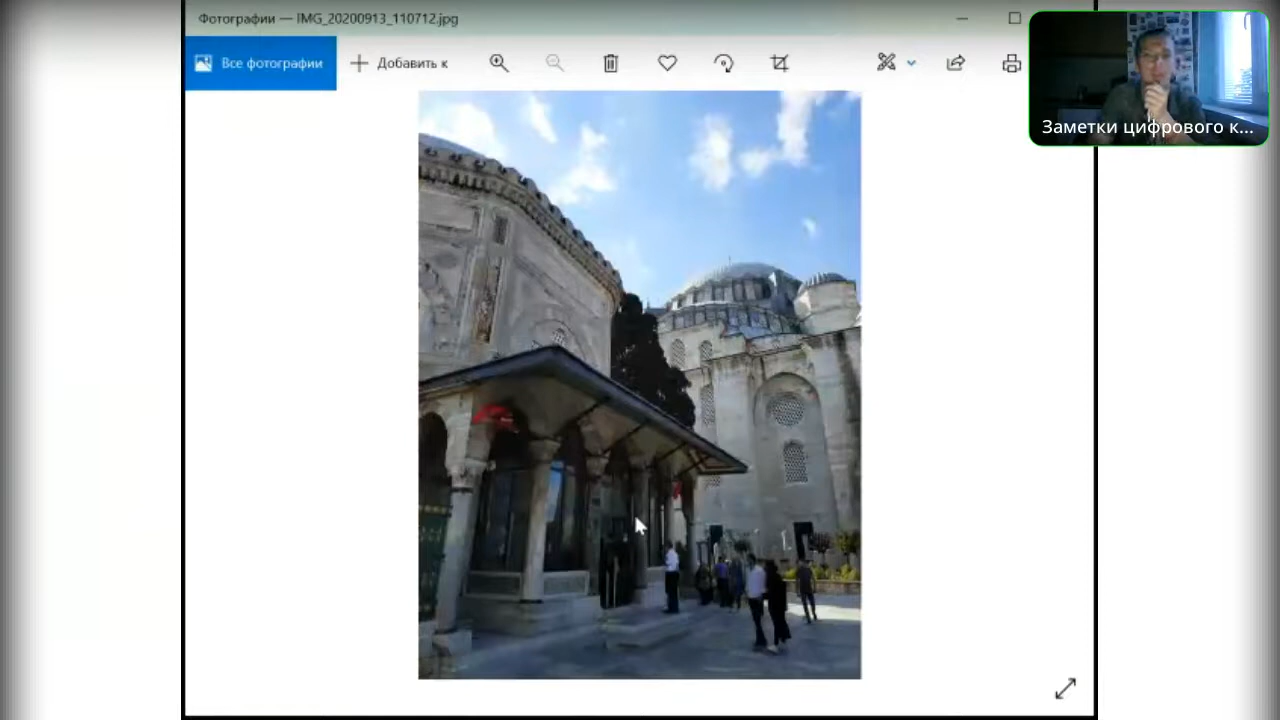 Фотографии — IMG_20200913_110712.jpg
Все фотографии
Добавить к
Заметки цифрового к...